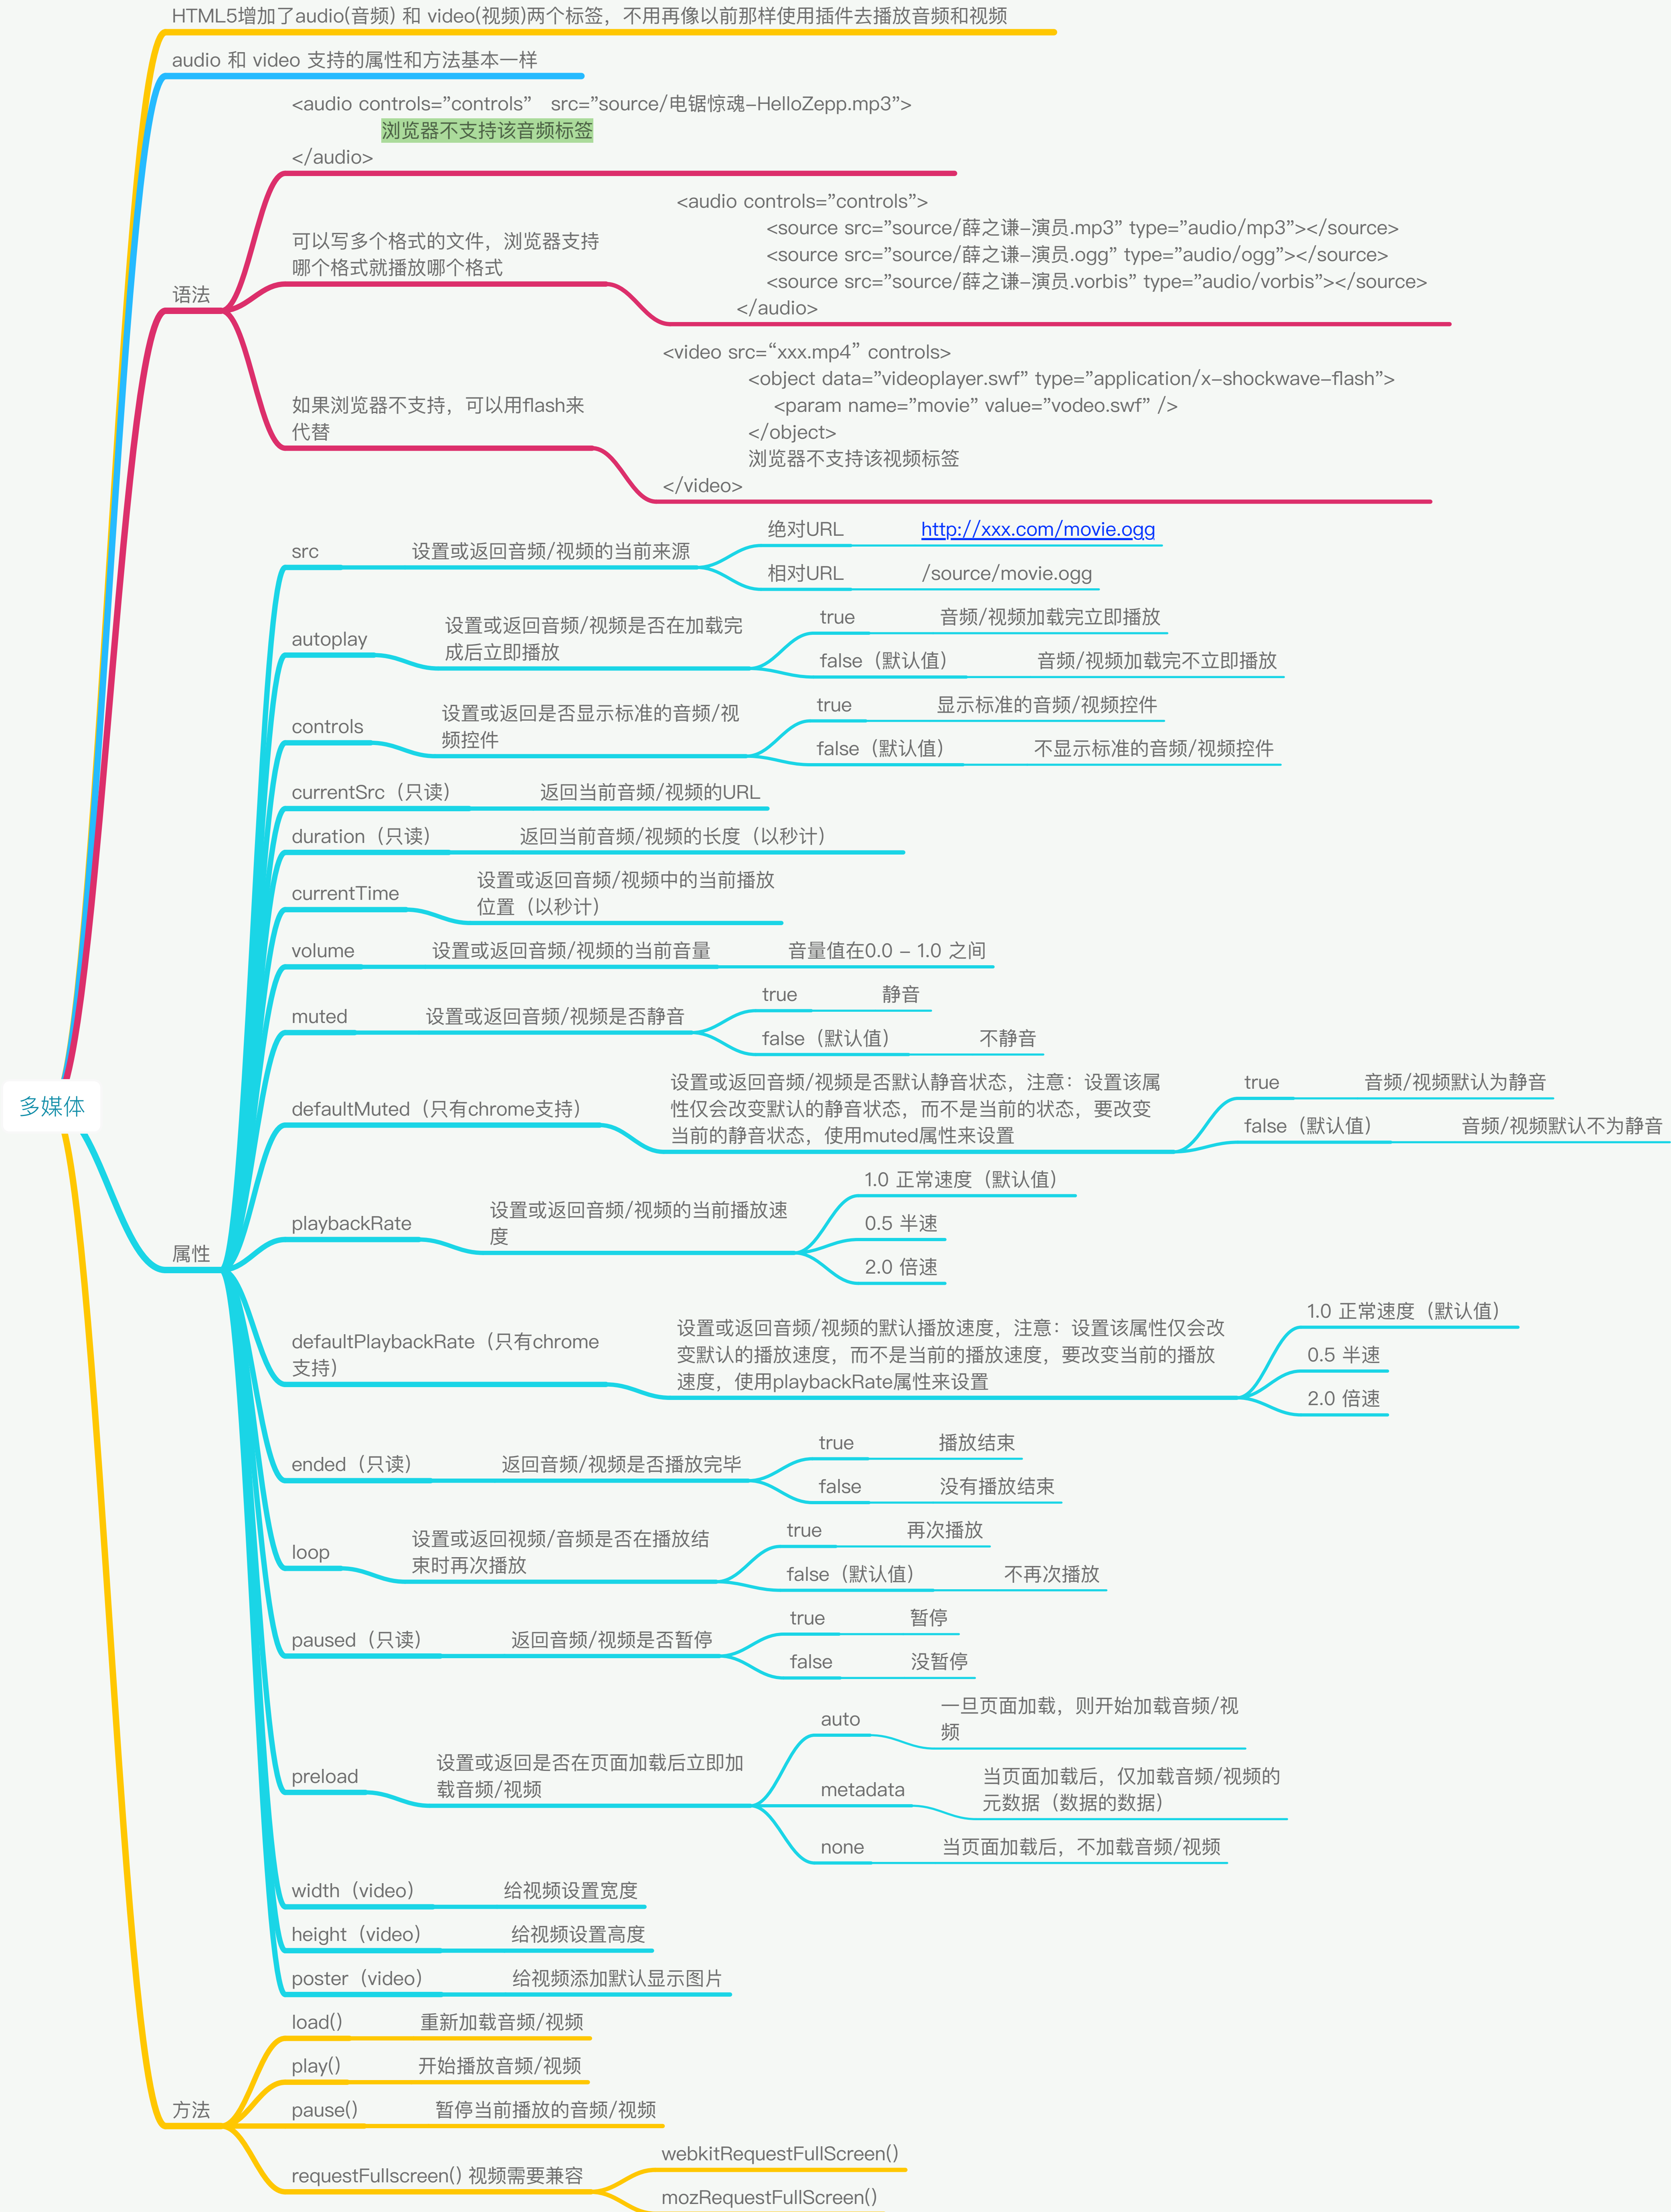 HTML5增加了audio(音频) 和 video(视频)两个标签，不用再像以前那样使用插件去播放音频和视频
audio 和 video 支持的属性和方法基本一样
<audio controls=”controls” src=”source/电锯惊魂-HelloZepp.mp3”>
浏览器不支持该音频标签
</audio>
<audio controls=”controls”>
<source src=”source/薛之谦-演员.mp3” type=”audio/mp3”></source>
可以写多个格式的文件，浏览器支持
哪个格式就播放哪个格式
<source src=”source/薛之谦-演员.ogg” type=”audio/ogg”></source>
<source src=”source/薛之谦-演员.vorbis” type=”audio/vorbis”></source>
</audio>
语法
<video src=“xxx.mp4” controls>
<object data=”videoplayer.swf” type=”application/x-shockwave-flash”>
<param name=”movie” value=”vodeo.swf” />
</object>
浏览器不支持该视频标签
</video>
如果浏览器不支持，可以用flash来
代替
src
设置或返回音频/视频的当前来源
绝对URL
http://xxx.com/movie.ogg
相对URL
/source/movie.ogg
autoplay
设置或返回音频/视频是否在加载完
成后立即播放
true
音频/视频加载完立即播放
false（默认值）
音频/视频加载完不立即播放
controls
设置或返回是否显示标准的音频/视
频控件
true
显示标准的音频/视频控件
false（默认值）
不显示标准的音频/视频控件
currentSrc（只读）
返回当前音频/视频的URL
duration（只读）
返回当前音频/视频的长度（以秒计）
currentTime
设置或返回音频/视频中的当前播放
位置（以秒计）
volume
设置或返回音频/视频的当前音量
音量值在0.0 - 1.0 之间
muted
设置或返回音频/视频是否静音
true
静音
false（默认值）
不静音
多媒体
defaultMuted（只有chrome支持）
设置或返回音频/视频是否默认静音状态，注意：设置该属
性仅会改变默认的静音状态，而不是当前的状态，要改变
当前的静音状态，使用muted属性来设置
true
音频/视频默认为静音
false（默认值）
音频/视频默认不为静音
playbackRate
设置或返回音频/视频的当前播放速
度
1.0 正常速度（默认值）
0.5 半速
2.0 倍速
属性
defaultPlaybackRate（只有chrome
支持）
设置或返回音频/视频的默认播放速度，注意：设置该属性仅会改
变默认的播放速度，而不是当前的播放速度，要改变当前的播放
速度，使用playbackRate属性来设置
1.0 正常速度（默认值）
0.5 半速
2.0 倍速
ended（只读）
返回音频/视频是否播放完毕
true
播放结束
false
没有播放结束
loop
设置或返回视频/音频是否在播放结
束时再次播放
true
再次播放
false（默认值）
不再次播放
paused（只读）
返回音频/视频是否暂停
true
暂停
false
没暂停
preload
设置或返回是否在页面加载后立即加
载音频/视频
auto
一旦页面加载，则开始加载音频/视
频
metadata
当页面加载后，仅加载音频/视频的
元数据（数据的数据）
none
当页面加载后，不加载音频/视频
width（video）
给视频设置宽度
height（video）
给视频设置高度
poster（video）
给视频添加默认显示图片
load()
重新加载音频/视频
play()
开始播放音频/视频
方法
pause()
暂停当前播放的音频/视频
requestFullscreen() 视频需要兼容
webkitRequestFullScreen()
mozRequestFullScreen()